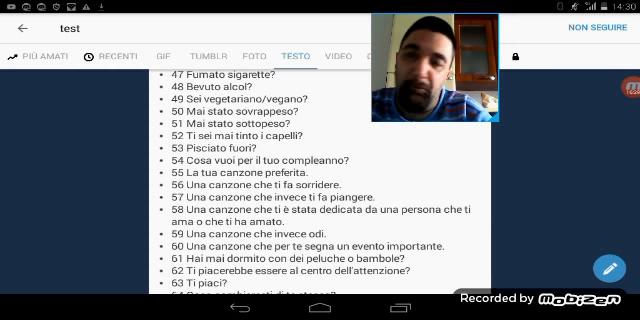 14:30
test
NON SEGUIRE
PIÙ AMATI RECENTI GIF TUMBLR FOTO TESTO VIDEO
47 Fumato sigarette?
48 Bevuto alcol?
49 Sei vegetariano/vegano?
50 Mai stato sovrappeso?
51 Mai stato sottopeso?
52 Ti sei mai tinto i capelli?
53 Pisciato fuori?
54 Cosa vuoi per il tuo compleanno?
55 La tua canzone preferita.
56 Una canzone che ti fa sorridere.
57 Una canzone che invece ti fa piangere.
58 Una canzone che ti è stata dedicata da una persona che ti
ama o che ti ha amato.
59 Una canzone che invece odi.
60 Una canzone che per te segna un evento importante.
61 Hai mai dormito con dei peluche o bambole?
62 Ti piacerebbe essere al centro dell'attenzione?
63 Ti piaci?
Recorded by Mobizen